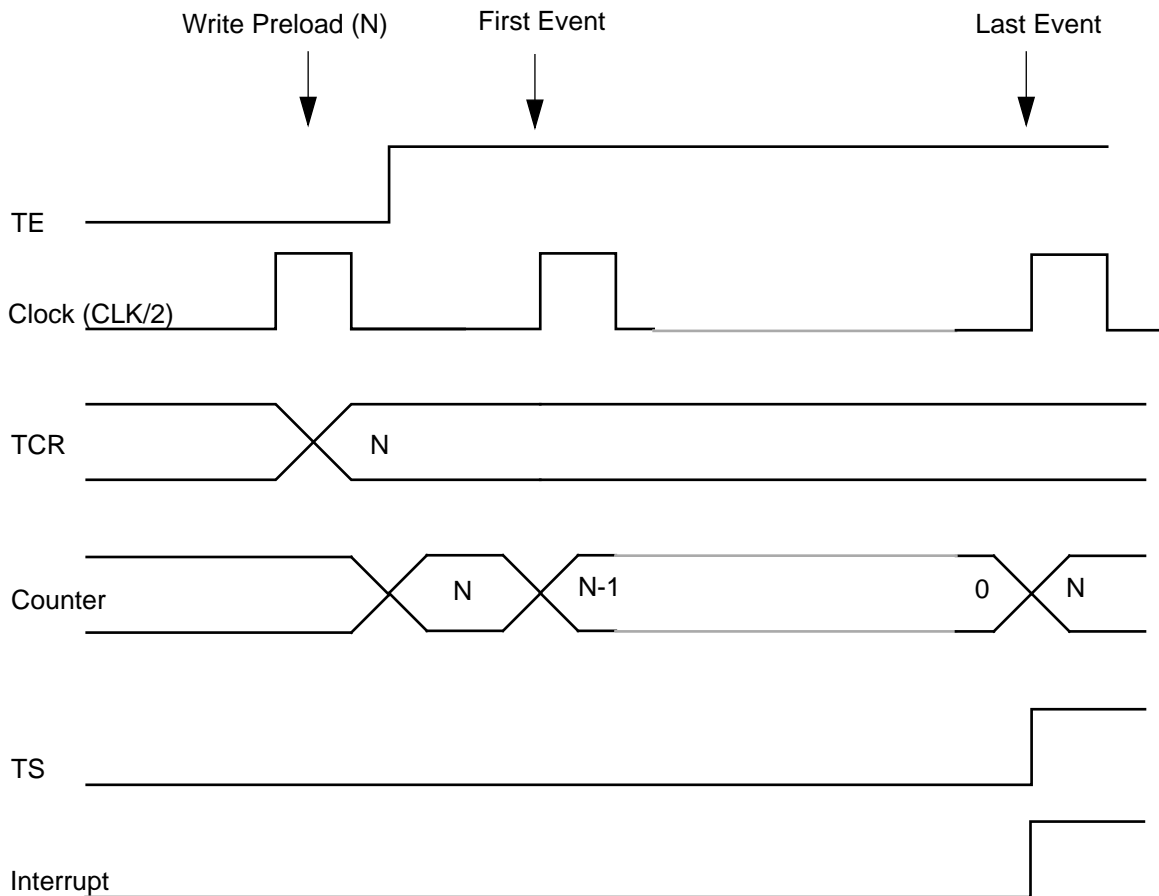 Write Preload (N) First Event Last Event
TE
Clock (CLK/2)
TCR N
Counter N N-1 0 N
TS
Interrupt